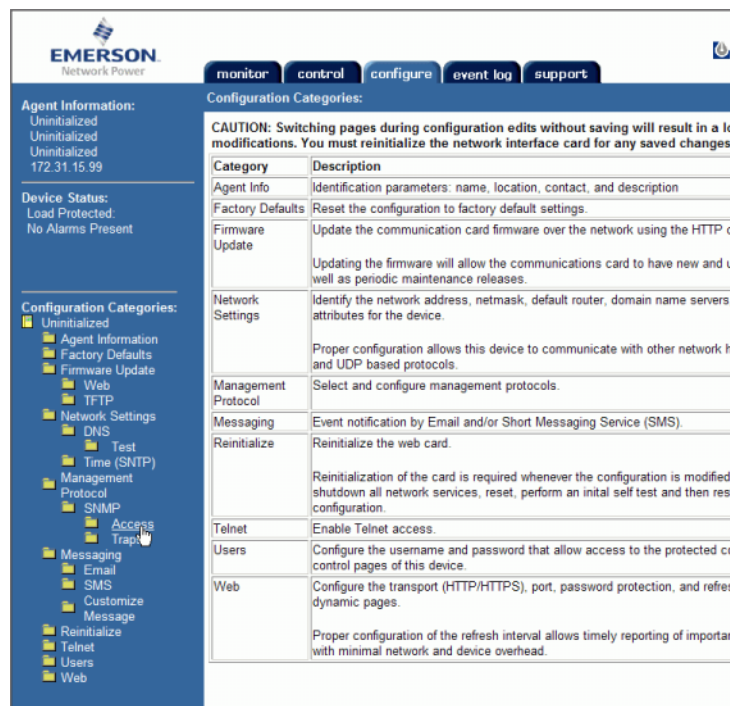 EMERSON
Network Power
monitor
control
configure
event log
support
Agent Information:
Uninitialized
Uninitialized
Uninitialized
172.31.15.99
Device Status:
Load Protected:
No Alarms Present
Configuration Categories:
Uninitialized
Agent Information
Factory Defaults
Firmware Update
Web
TFTP
Network Settings
DNS
Test
Time (SNTP)
Management
Protocol
SNMP
Access
Traps
Messaging
Email
SMS
Customize
Message
Reinitialize
Telnet
Users
Web
Configuration Categories:
CAUTION: Switching pages during configuration edits without saving will result in a
modifications. You must reinitialize the network interface card for any saved changes
Category Description
Agent Info Identification parameters: name, location, contact, and description
Factory Defaults Reset the configuration to factory default settings.
Firmware Update the communication card firmware over the network using the HTTP
Update
Updating the firmware will allow the communications card to have new and
well as periodic maintenance releases.
Network Identify the network address, netmask, default router, domain name servers
Settings attributes for the device.
Proper configuration allows this device to communicate with other network
and UDP based protocols.
Management Select and configure management protocols.
Protocol
Messaging Event notification by Email and/or Short Messaging Service (SMS).
Reinitialize Reinitialize the web card.
Reinitialization of the card is required whenever the configuration is modified
shutdown all network services, reset, perform an inital self test and then
configuration.
Telnet Enable Telnet access.
Users Configure the username and password that allow access to the protected
control pages of this device.
Web Configure the transport (HTTP/HTTPS), port, password protection, and
dynamic pages.
Proper configuration of the refresh interval allows timely reporting of
with minimal network and device overhead.